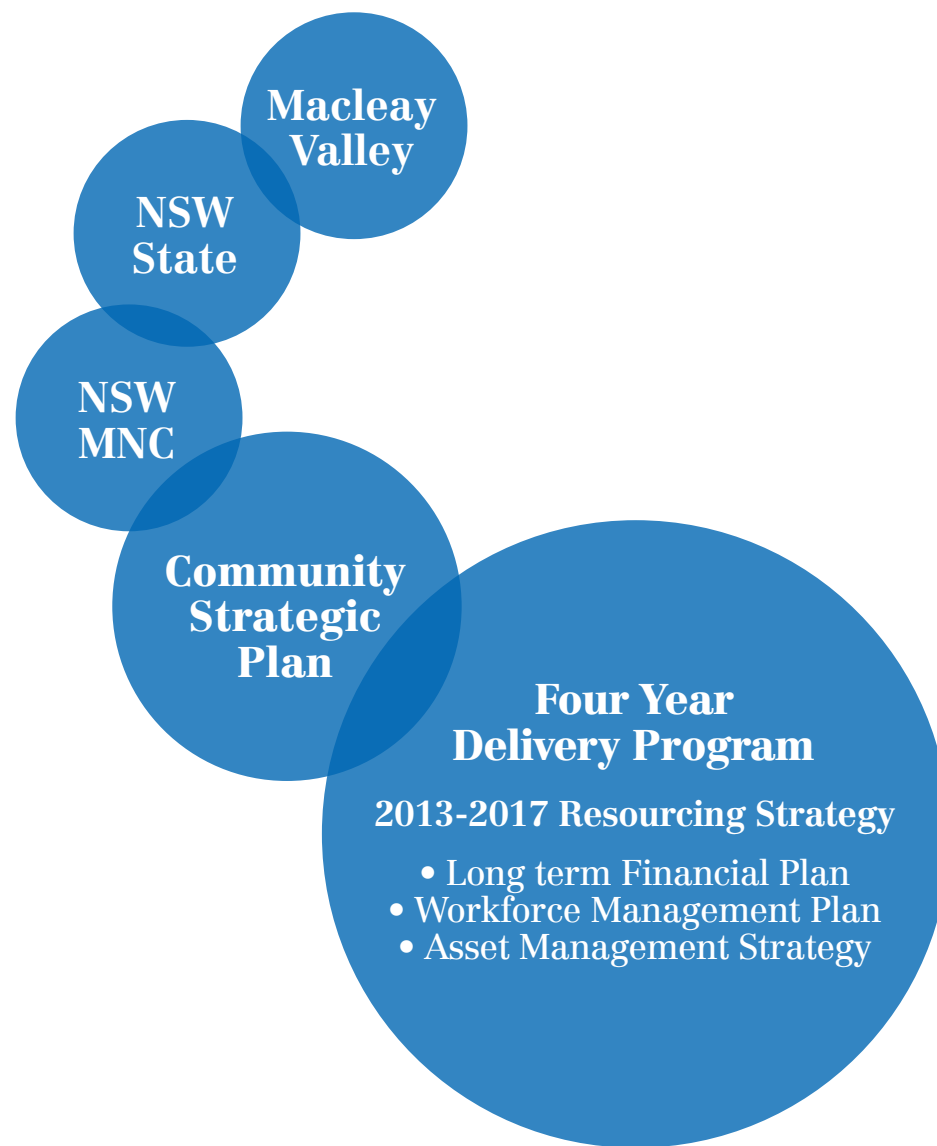 Macleay
Valley
NSW
State
NSW
MNC
Community
Strategic
Plan
Four Year
Delivery Program
2013-2017 Resourcing Strategy
• Long term Financial Plan
• Workforce Management Plan
• Asset Management Strategy